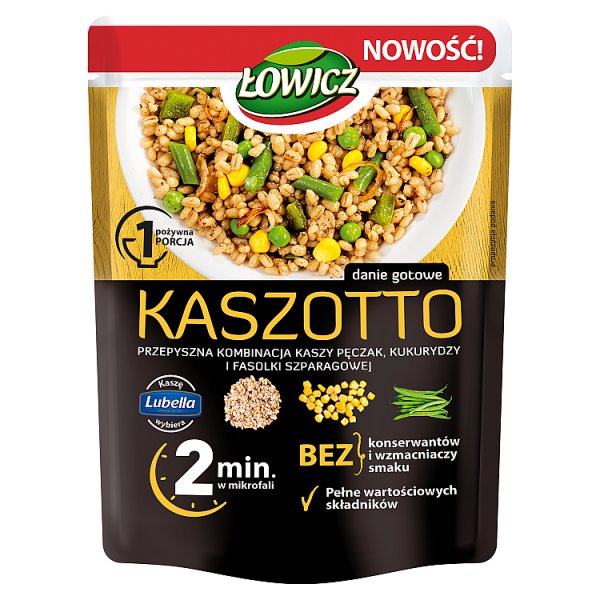 NOWOŚĆ!
ŁOWICZ
1 pożywna
PORCJA
propozycja podania
danie gotowe
KASZOTTO
PRZEPYSZNA KOMBINACJA KASZY PĘCZAK, KUKURYDZY
I FASOLKI SZPARAGOWEJ
Kaszę
Lubella
wybiera
2 min.
w mikrofali
BEZ
konserwantów
i wzmacniaczy
smaku
Pełne wartościowych
składników